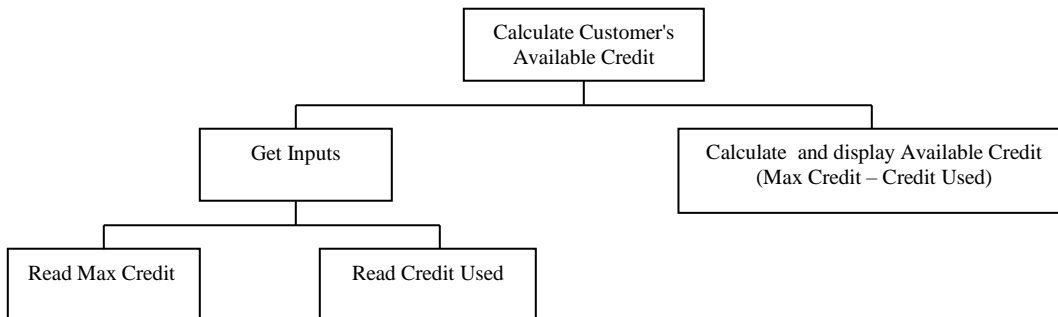 Calculate Customer's
Available Credit
Get Inputs
Calculate  and display Available Credit
(Max Credit – Credit Used)
Read Max Credit
Read Credit Used